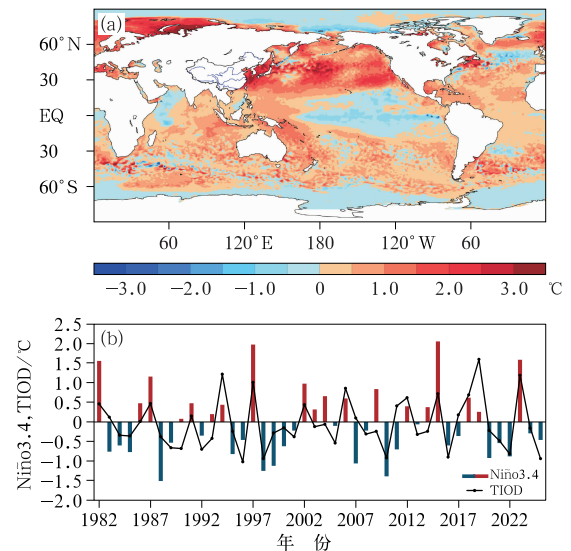 (a)
60°N
30
EQ
30
60°S
60 120°E 180 120°W 60
−3.0 −2.0 −1.0 0 1.0 2.0 3.0 ℃
(b)
Niño3.4, TIOD/℃
2.5
2.0
1.5
1.0
0.5
0
−0.5
−1.0
−1.5
−2.0
Niño3.4
TIOD
1982 1987 1992 1997 2002 2007 2012 2017 2022
年 份